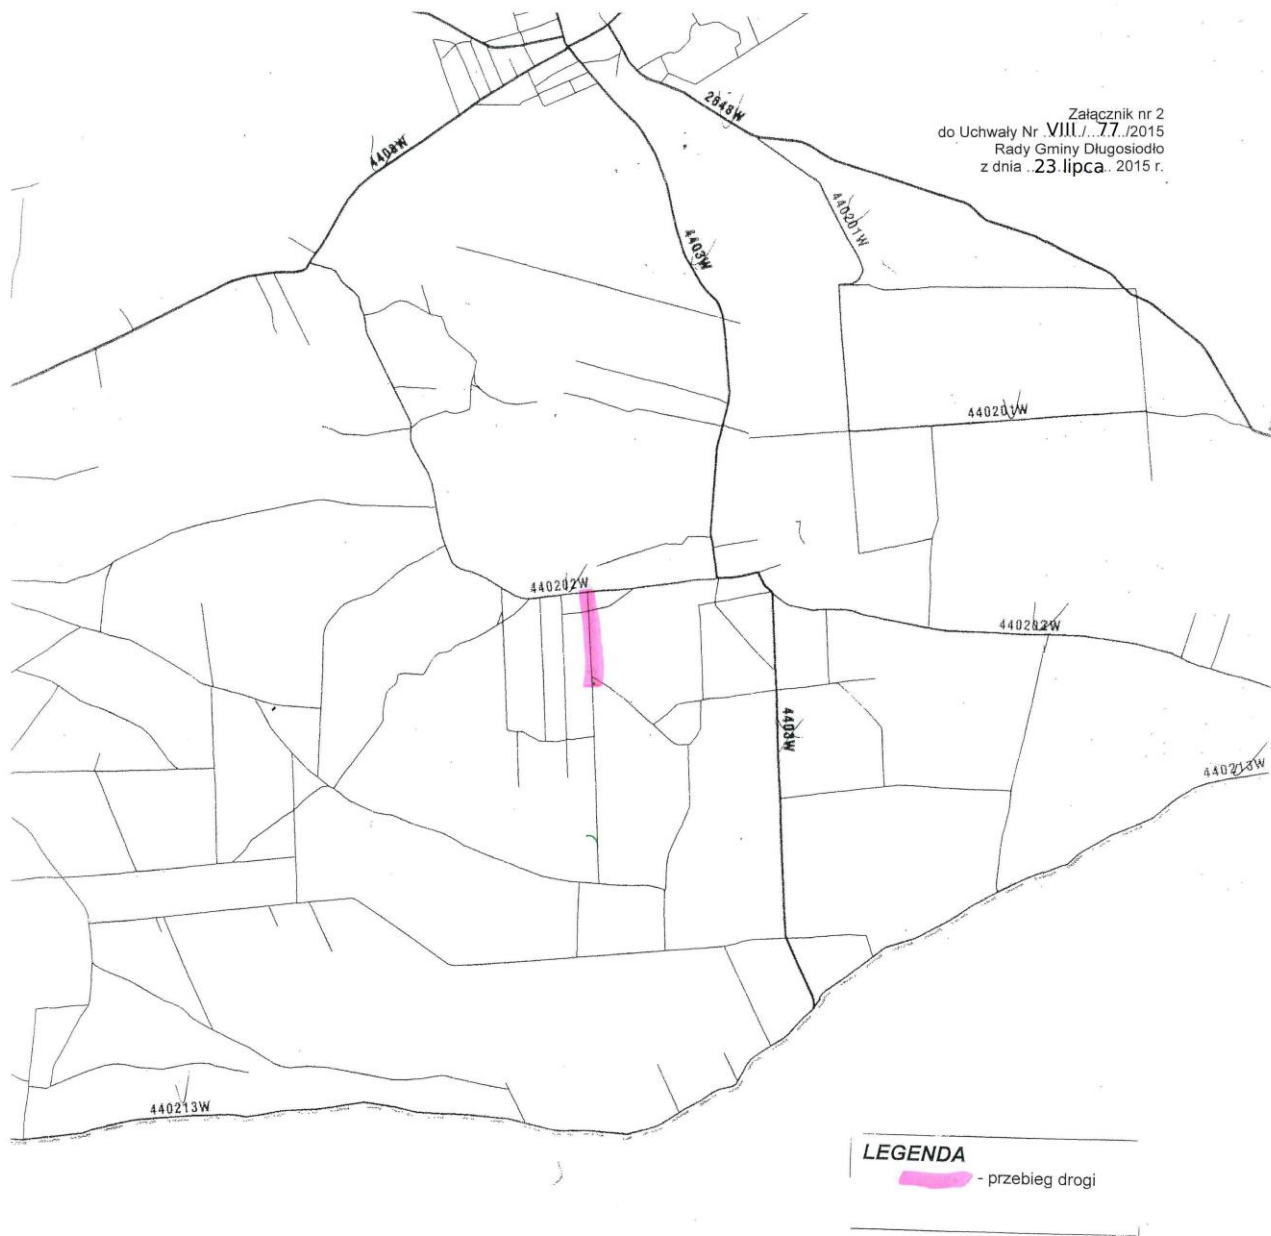 Załącznik nr 2
do Uchwały Nr ..VIII../...77../2015
Rady Gminy Długosiodło
z dnia ..23.lipca.. 2015 r.
2848W
4403W
440201W
4403W
440201W
440202W
440202W
4403W
440213W
440213W
LEGENDA
- przebieg drogi